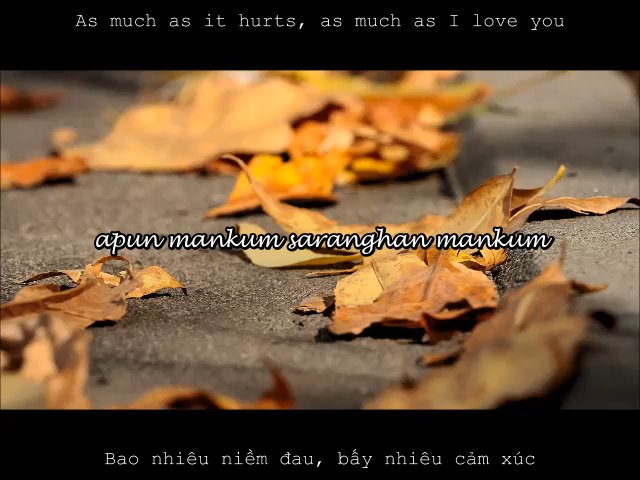 As much as it hurts, as much as I love you
apun mankum saranghan mankum
Bao nhiêu niềm đau, bấy nhiêu cảm xúc